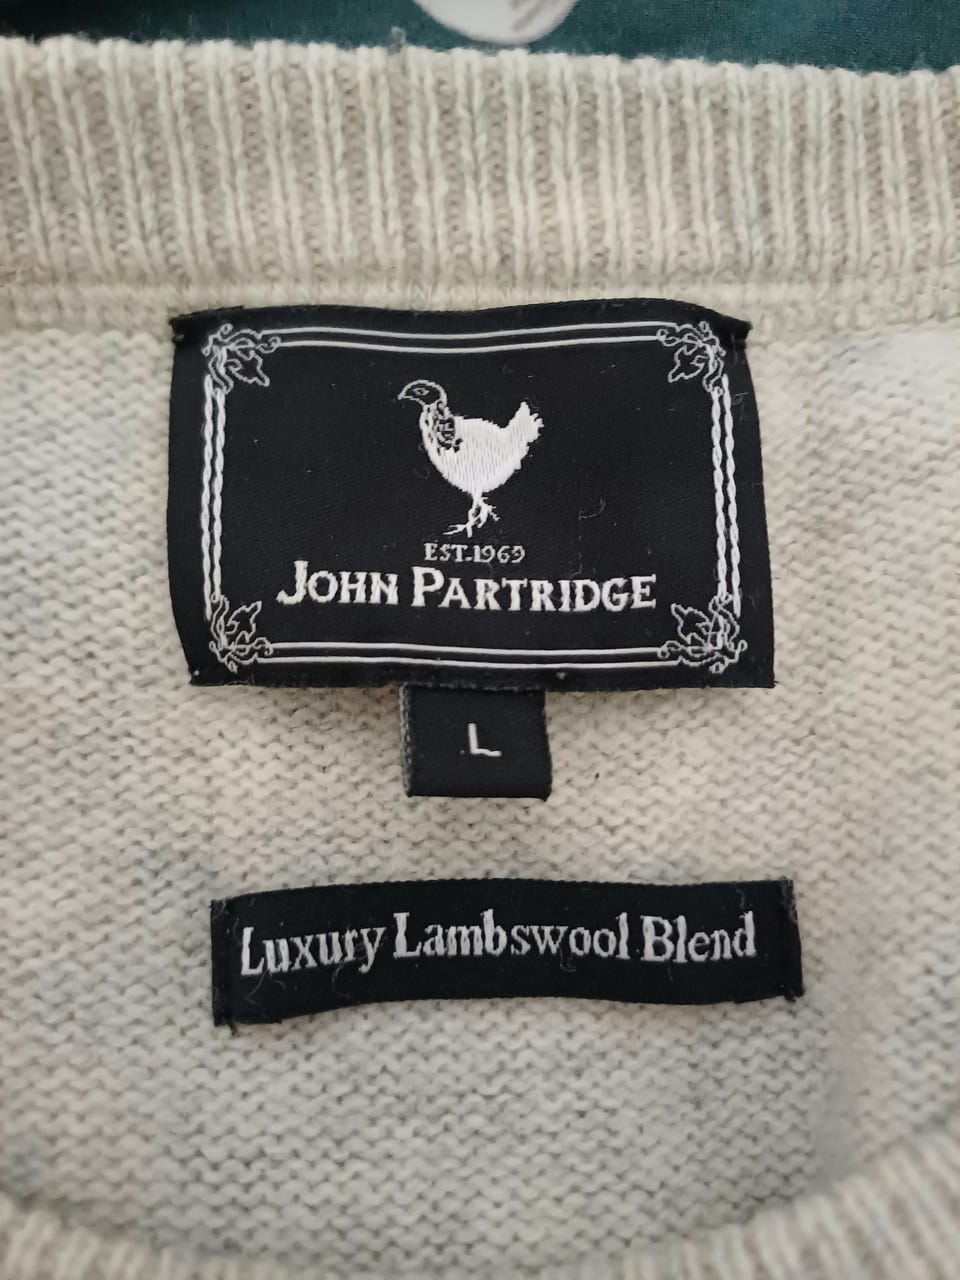 EST.1969
JOHN PARTRIDGE
L
Luxury Lambswool Blend